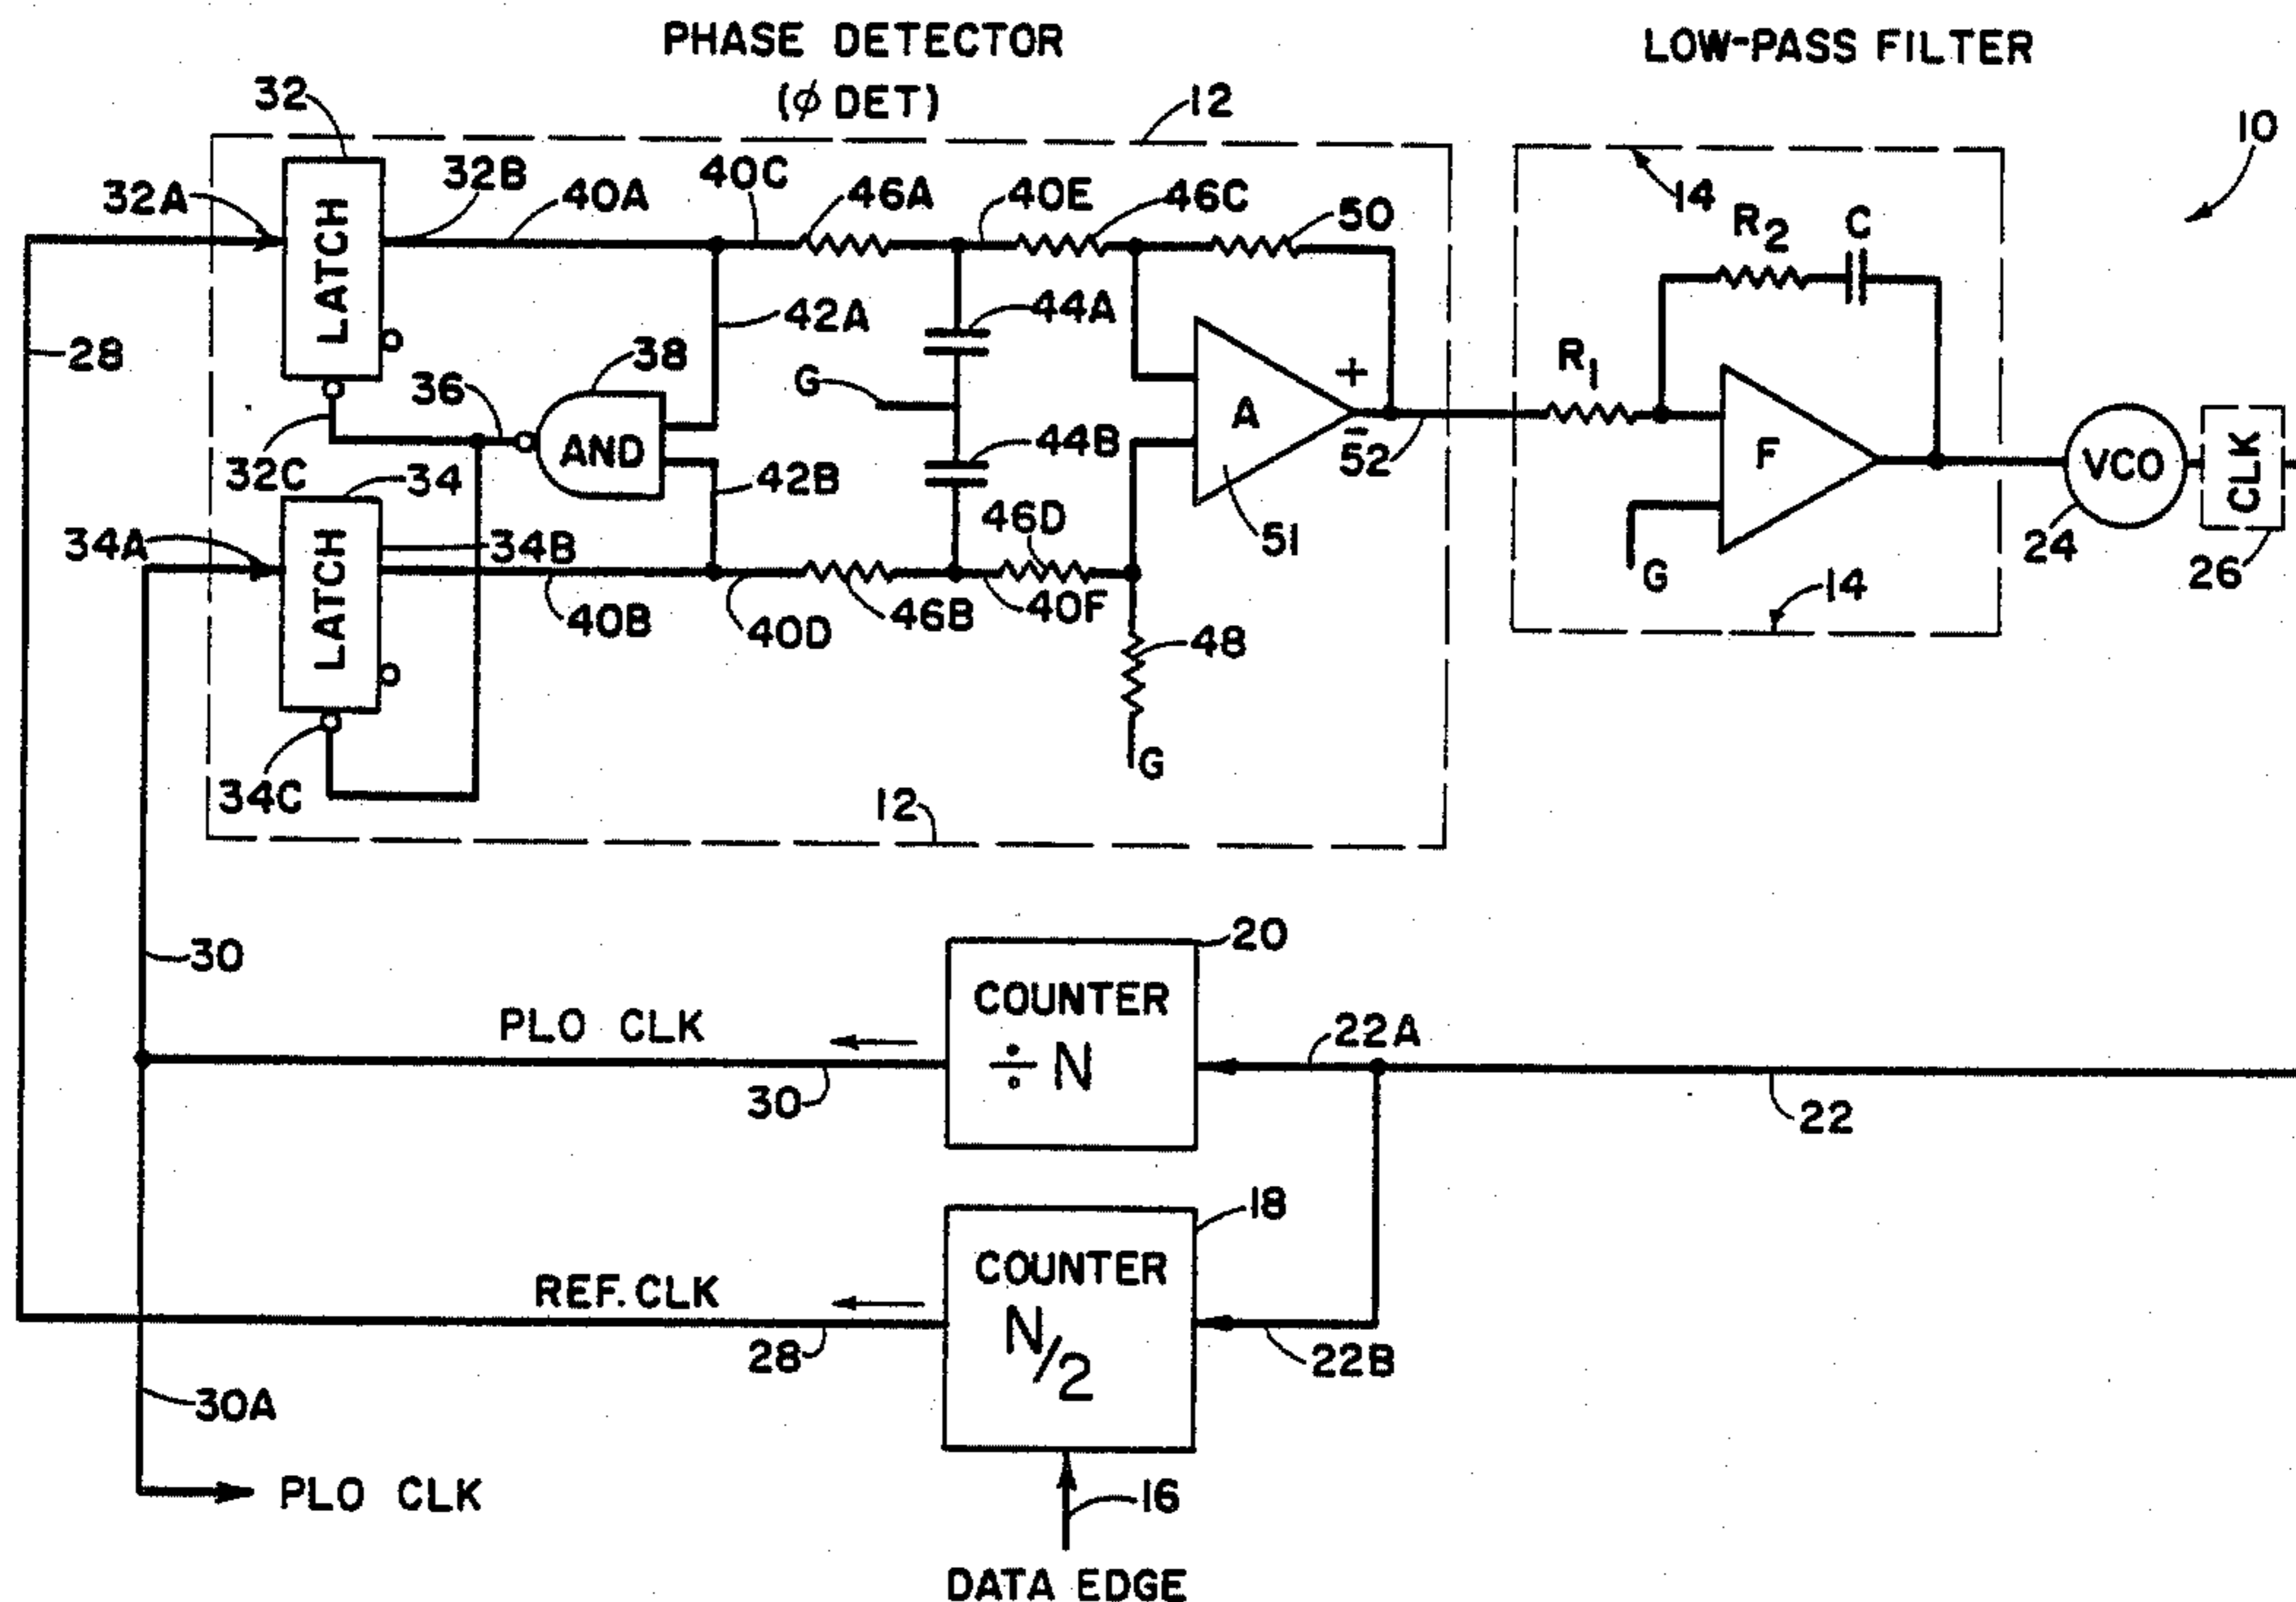 PHASE DETECTOR
(φ DET)
LOW-PASS FILTER
32
12
10
32A
32B
40A
40C
46A
40E
46C
50
14
R2
C
LATCH
42A
44A
28
38
R1
G
36
+
AND
A
F
VCO
CLK
44B
-
52
32C
34
42B
46D
24
26
34A
34B
51
G
14
LATCH
40B
40D
46B
40F
48
G
34C
12
30
20
COUNTER
÷ N
PLO CLK
22A
30
22
18
COUNTER
N/2
REF. CLK
28
22B
30A
PLO CLK
16
DATA EDGE